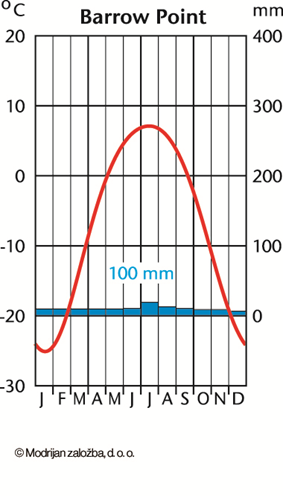 °C Barrow Point mm
20 400
10 300
0 200
-10 100
100 mm
-20 0
-30
J F M A M J J A S O N D
© Modrijan založba, d. o. o.